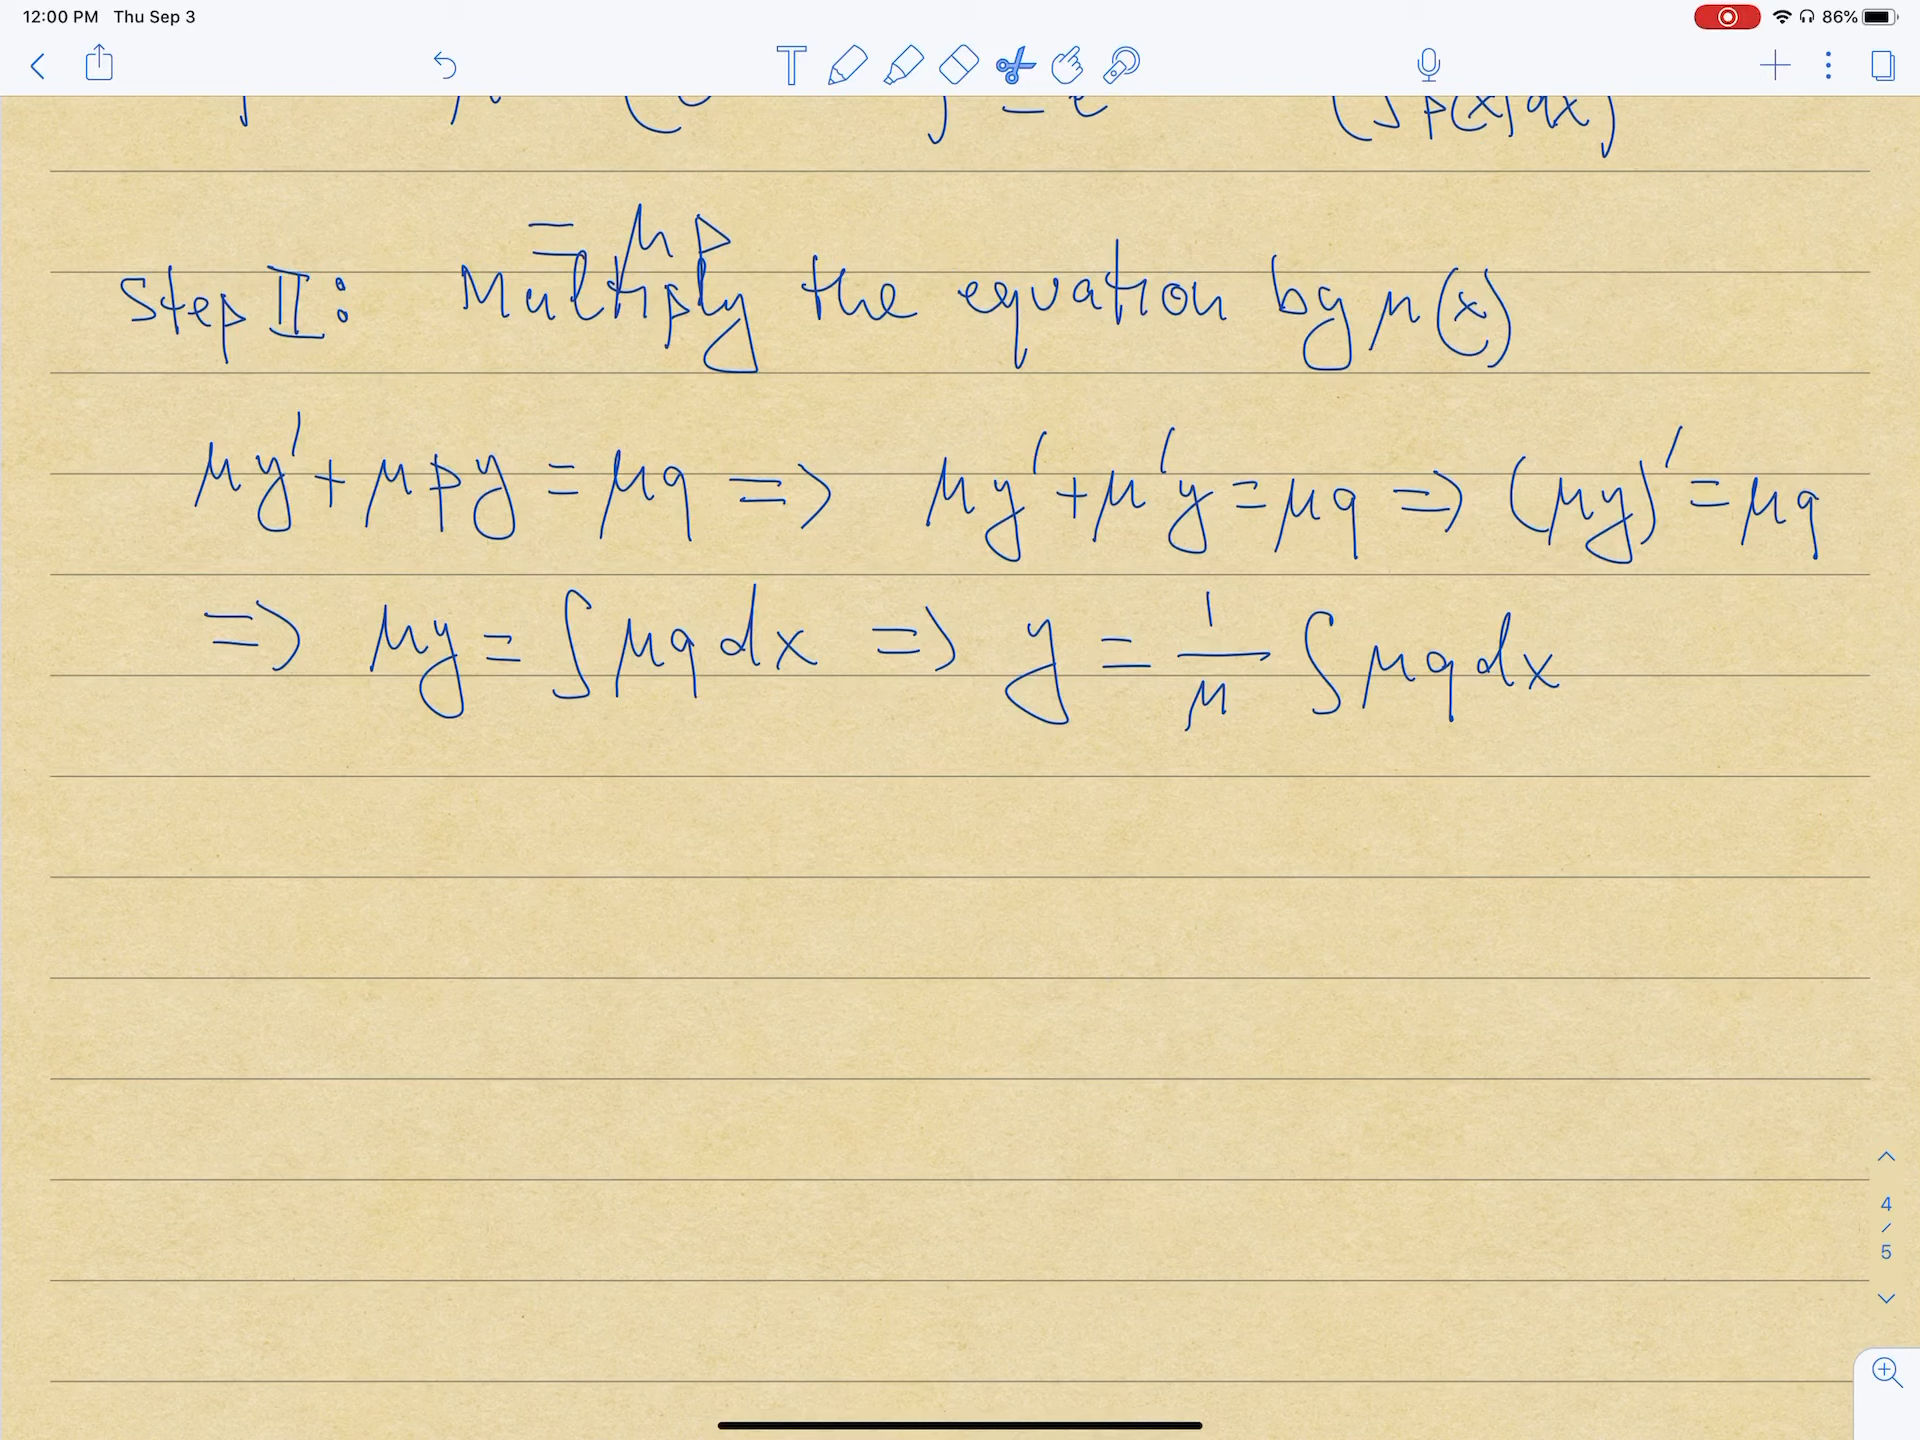 12:00 PM Thu Sep 3 86%
(∫p(x)dx)
= μp
Step II: Multiply the equation by μ(x)
μy' + μpy = μq => μy' + μ'y = μq => (μy)' = μq
=> μy = ∫μq dx => y = 1/μ ∫μq dx
4
/
5